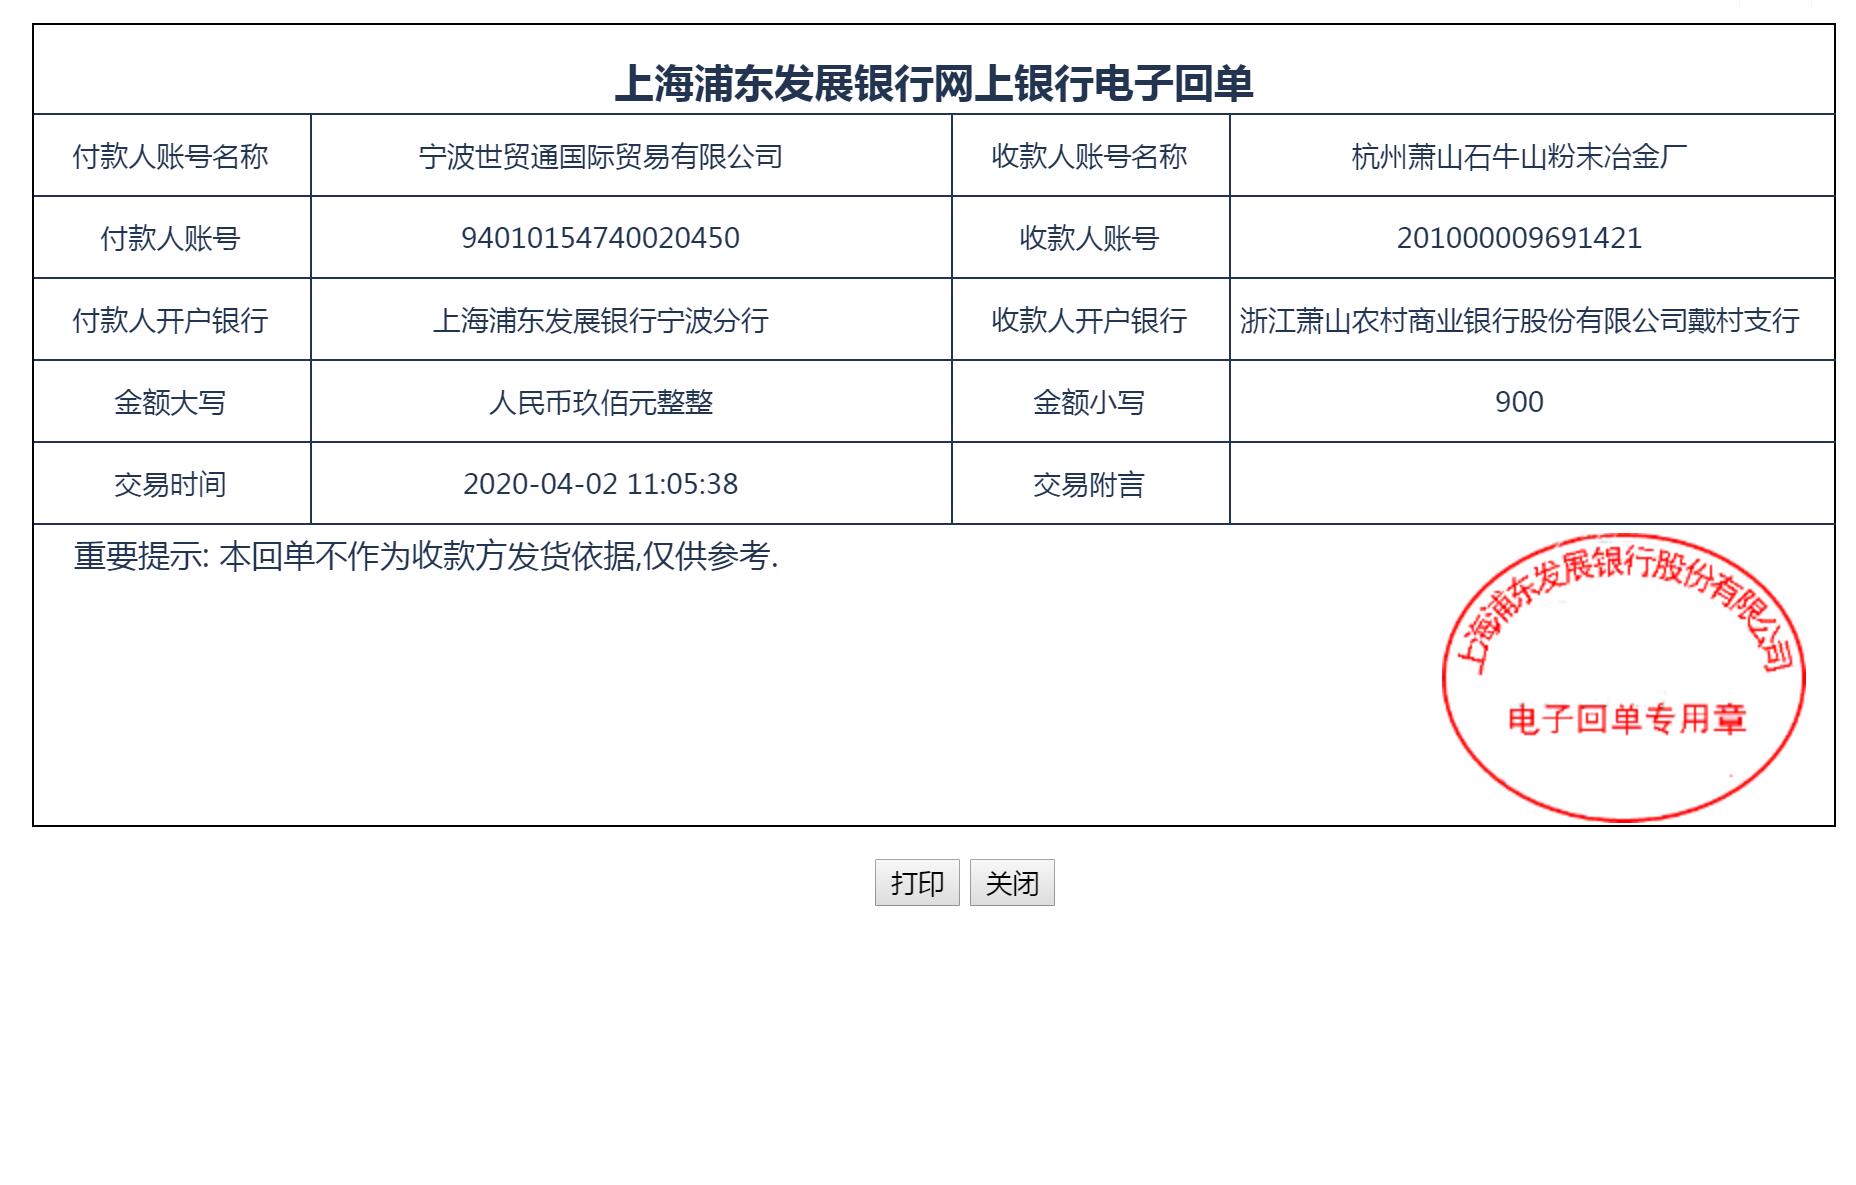 上海浦东发展银行网上银行电子回单
付款人账号名称 宁波世贸通国际贸易有限公司 收款人账号名称 杭州萧山石牛山粉末冶金厂
付款人账号 94010154740020450 收款人账号 201000009691421
付款人开户银行 上海浦东发展银行宁波分行 收款人开户银行 浙江萧山农村商业银行股份有限公司戴村支行
金额大写 人民币玖佰元整整 金额小写 900
交易时间 2020-04-02 11:05:38 交易附言
重要提示: 本回单不作为收款方发货依据,仅供参考.
上海浦东发展银行股份有限公司
电子回单专用章
打印 关闭